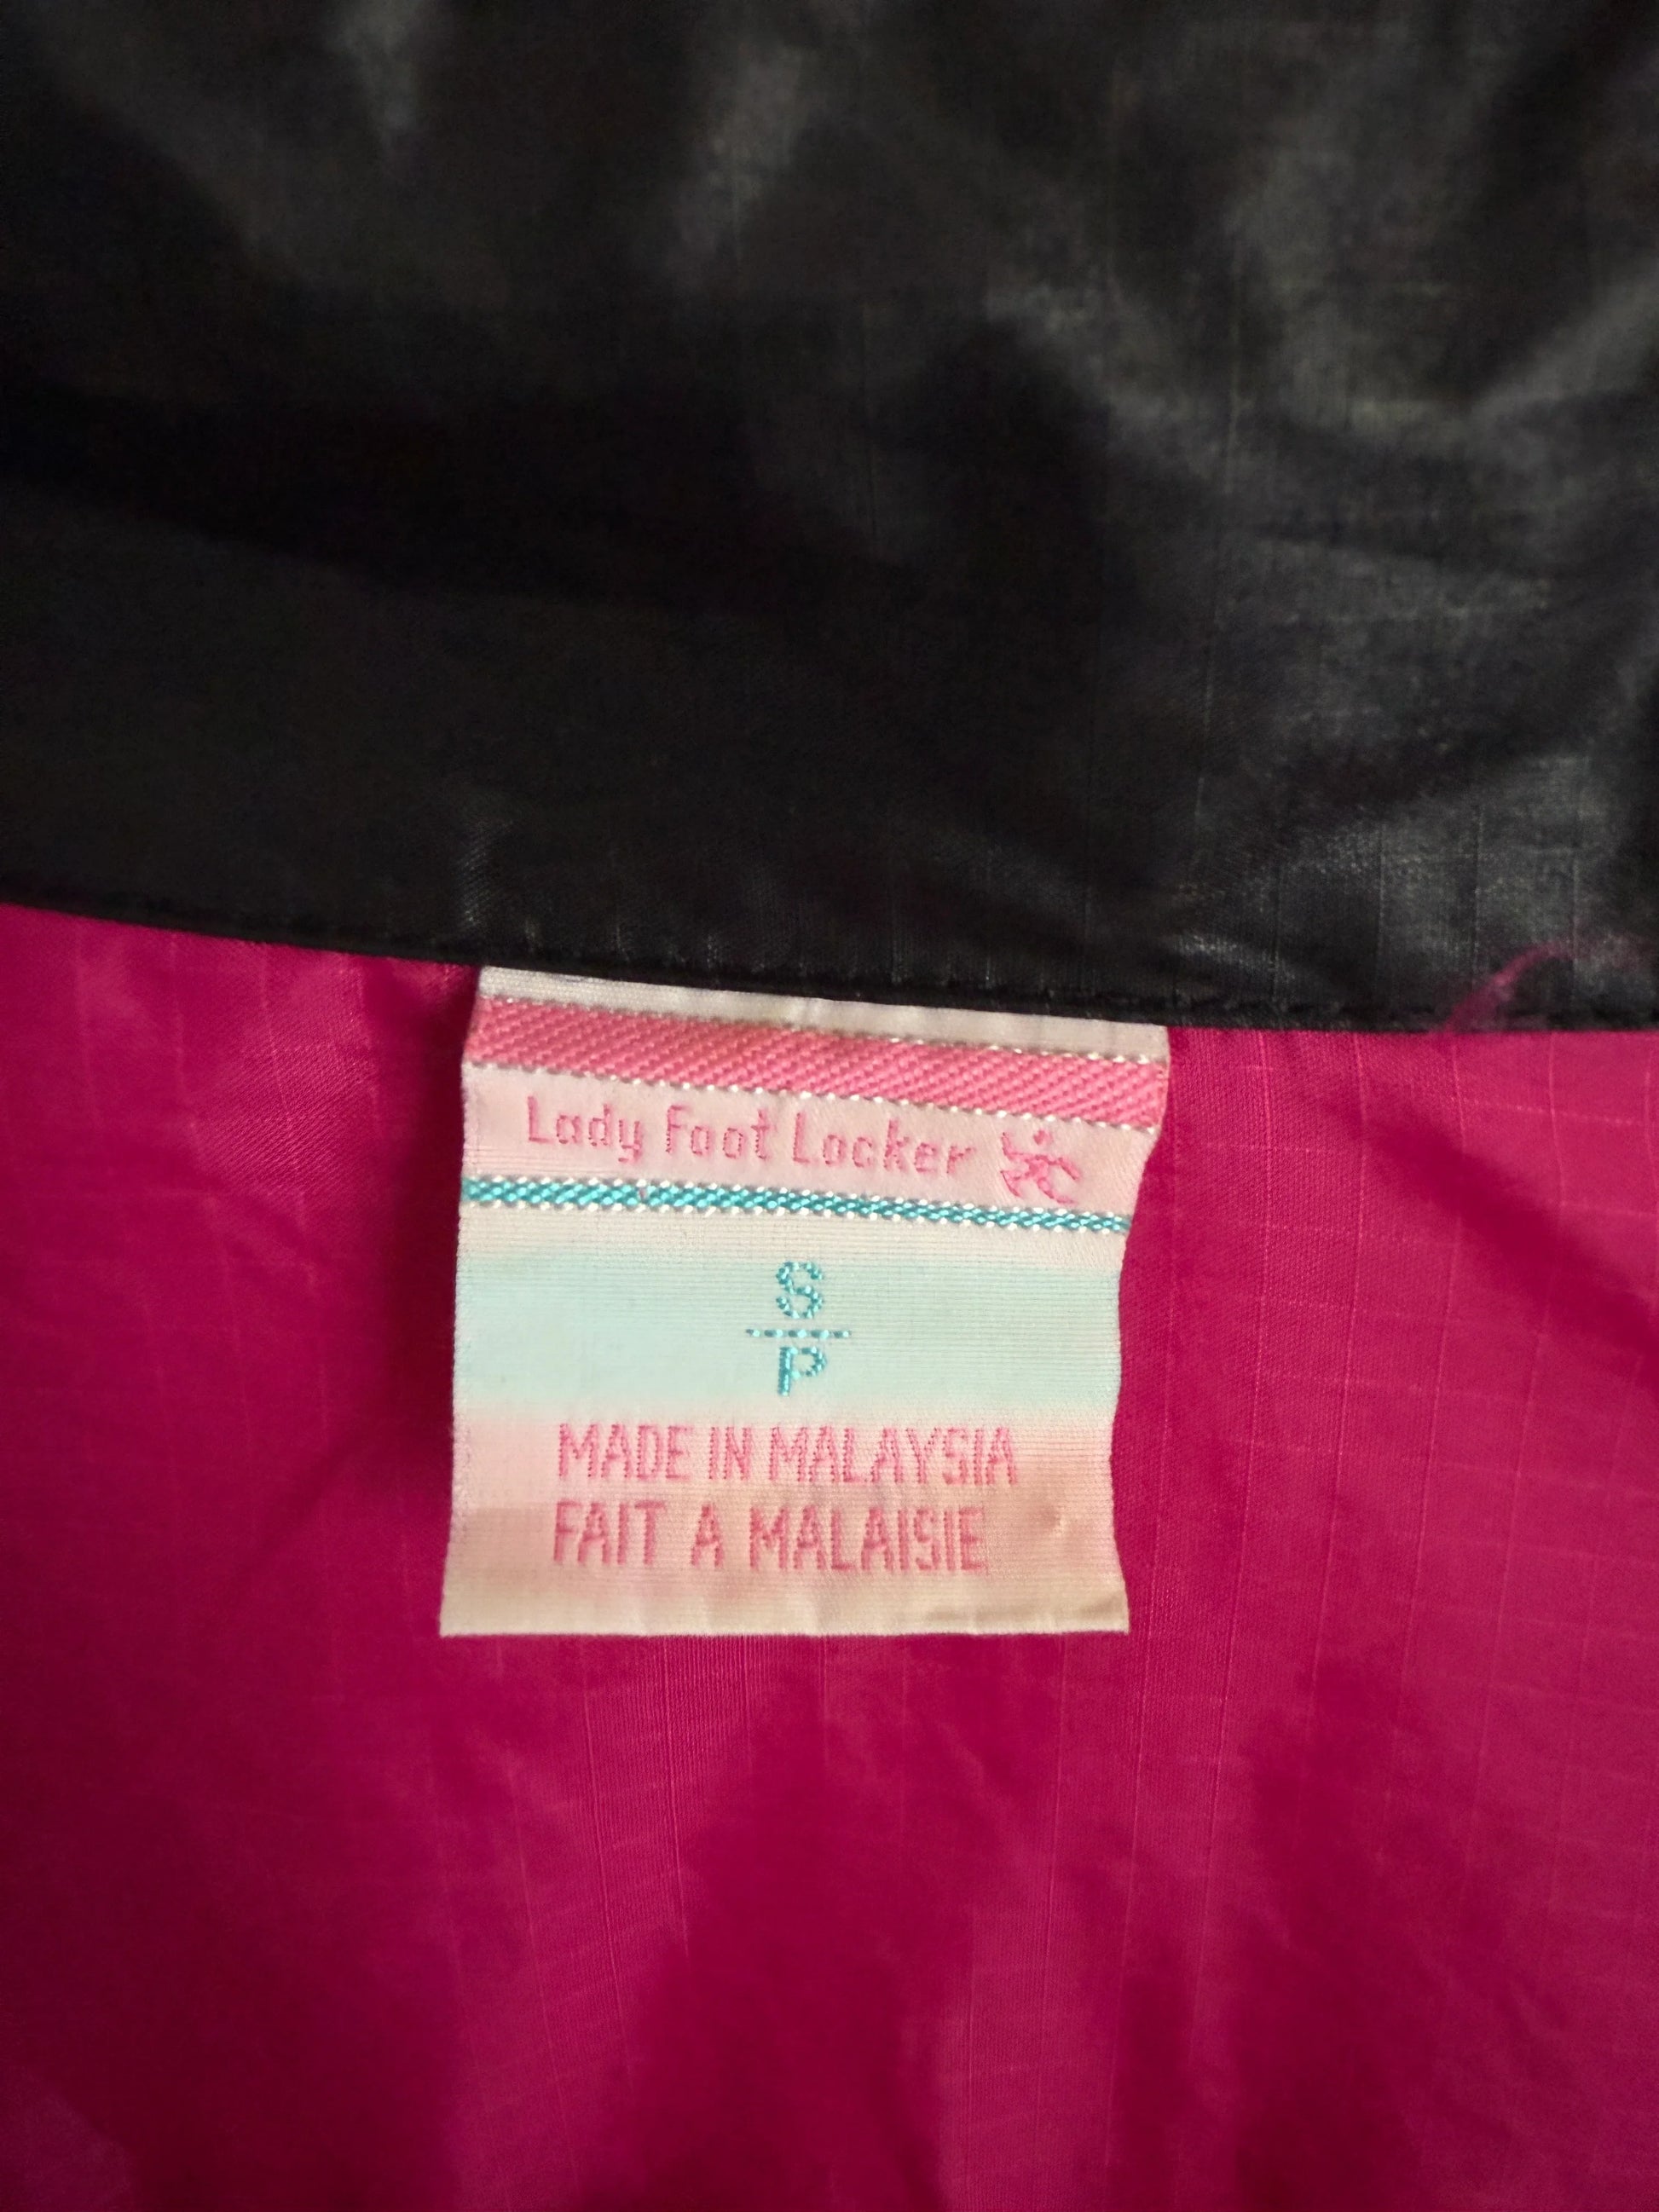 Lady Foot Locker
S
P
MADE IN MALAYSIA
FAIT A MALAISIE